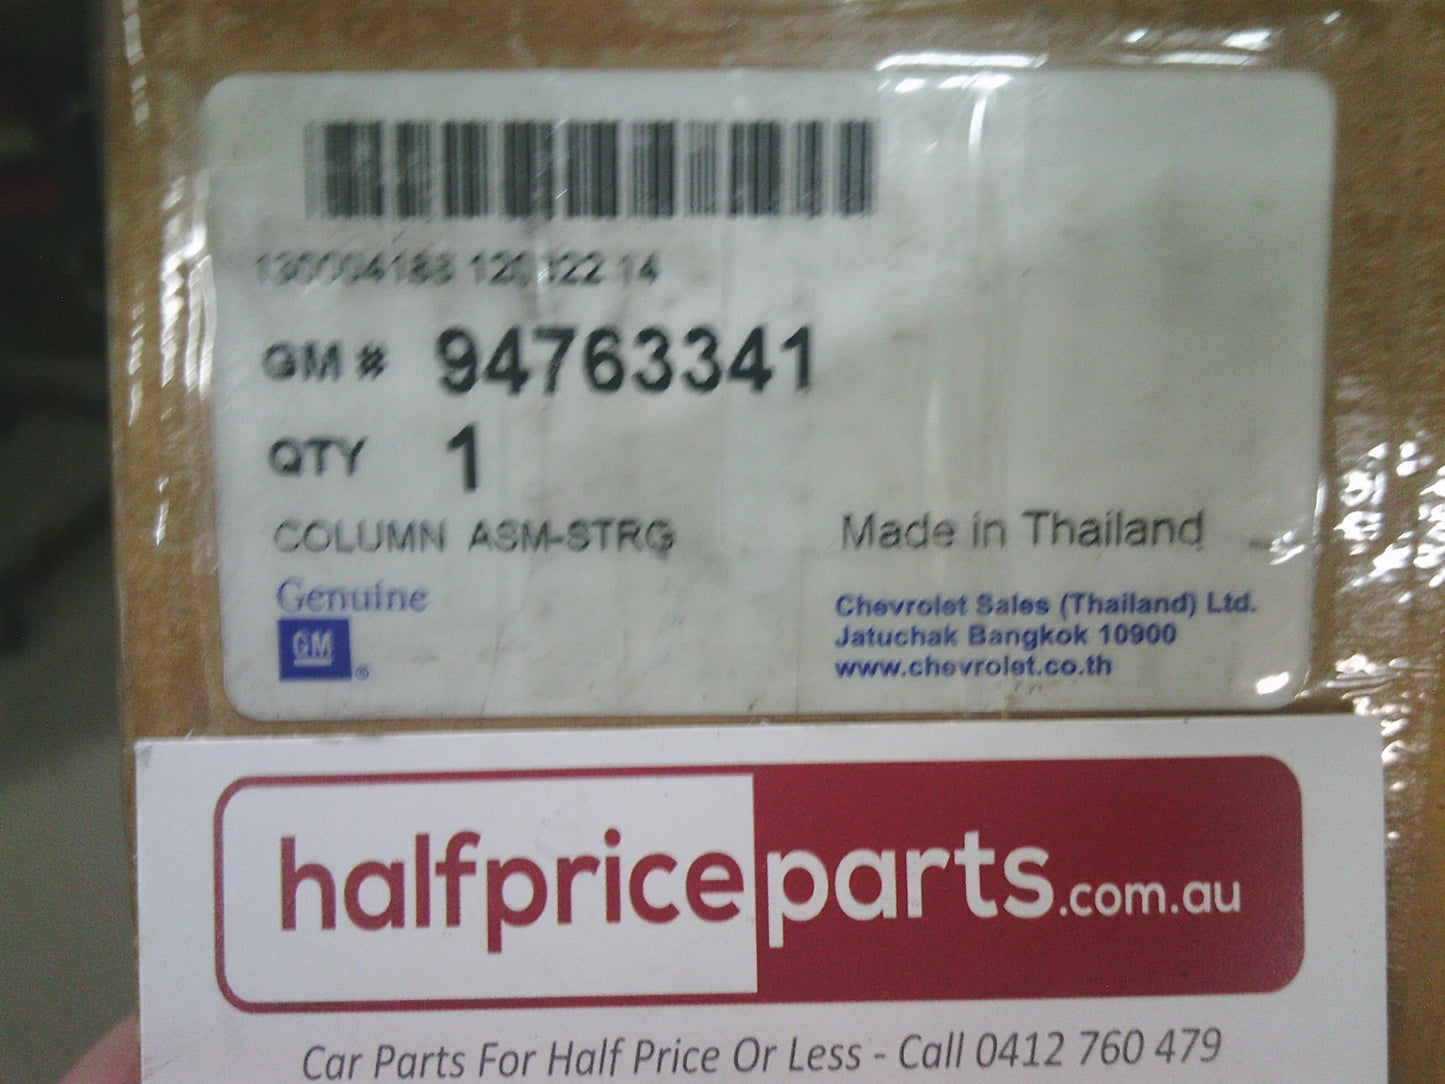 130004188 120122 14
GM # 94763341
QTY 1
COLUMN ASM-STRG
Made in Thailand
Genuine
GM ®
Chevrolet Sales (Thailand) Ltd.
Jatuchak Bangkok 10900
www.chevrolet.co.th
halfpriceparts.com.au
Car Parts For Half Price Or Less - Call 0412 760 479